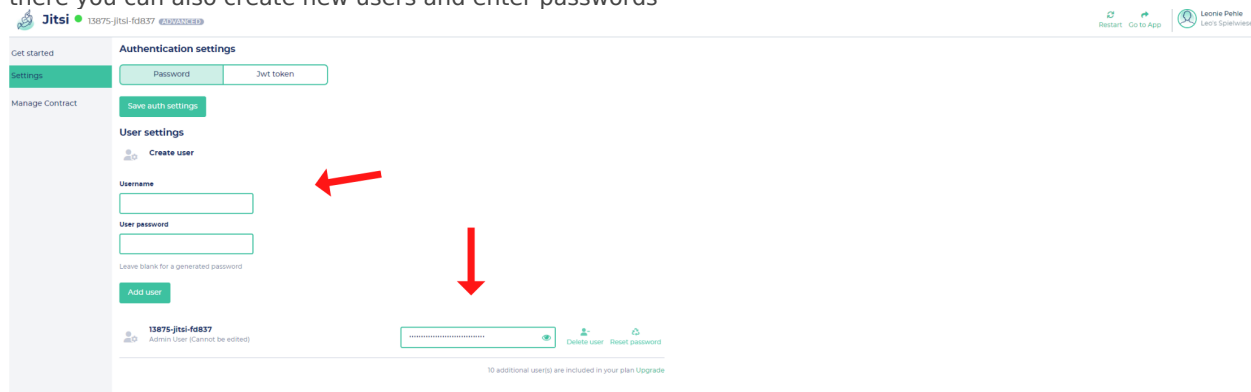 there you can also create new users and enter passwords
Jitsi 13875-jitsi-fd837 ADVANCED
Restart Go to App
Leonie Pehle
Leo's Spielwiese
Get started
Settings
Manage Contract
Authentication settings
Password Jwt token
Save auth settings
User settings
Create user
Username
User password
Leave blank for a generated password
Add user
13875-jitsi-fd837
Admin User (Cannot be edited)
Delete user Reset password
10 additional user(s) are included in your plan Upgrade